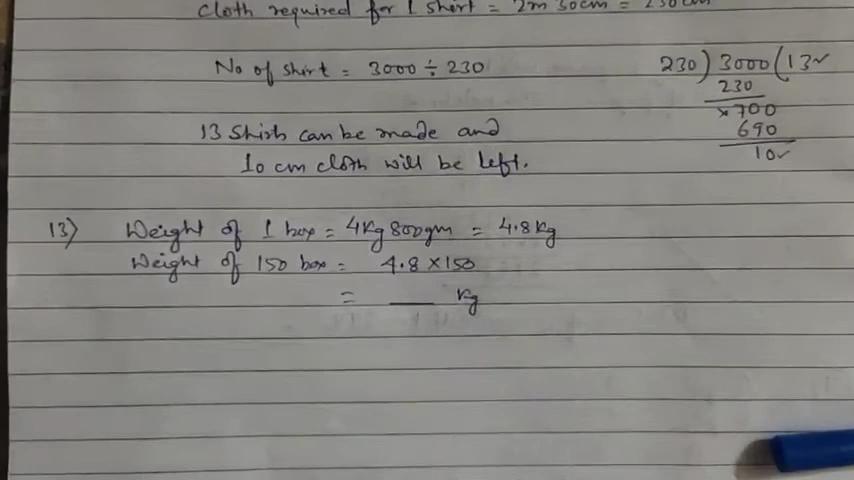 cloth required for 1 shirt = 2m 30cm = 230cm
No of shirt = 3000 ÷ 230
230)3000(13✓
230
×700
690
10✓
13 Shirts can be made and
10 cm cloth will be left.
13) Weight of 1 box = 4Kg 800gm = 4.8Kg
Weight of 150 box = 4.8 × 150
= ___ Kg